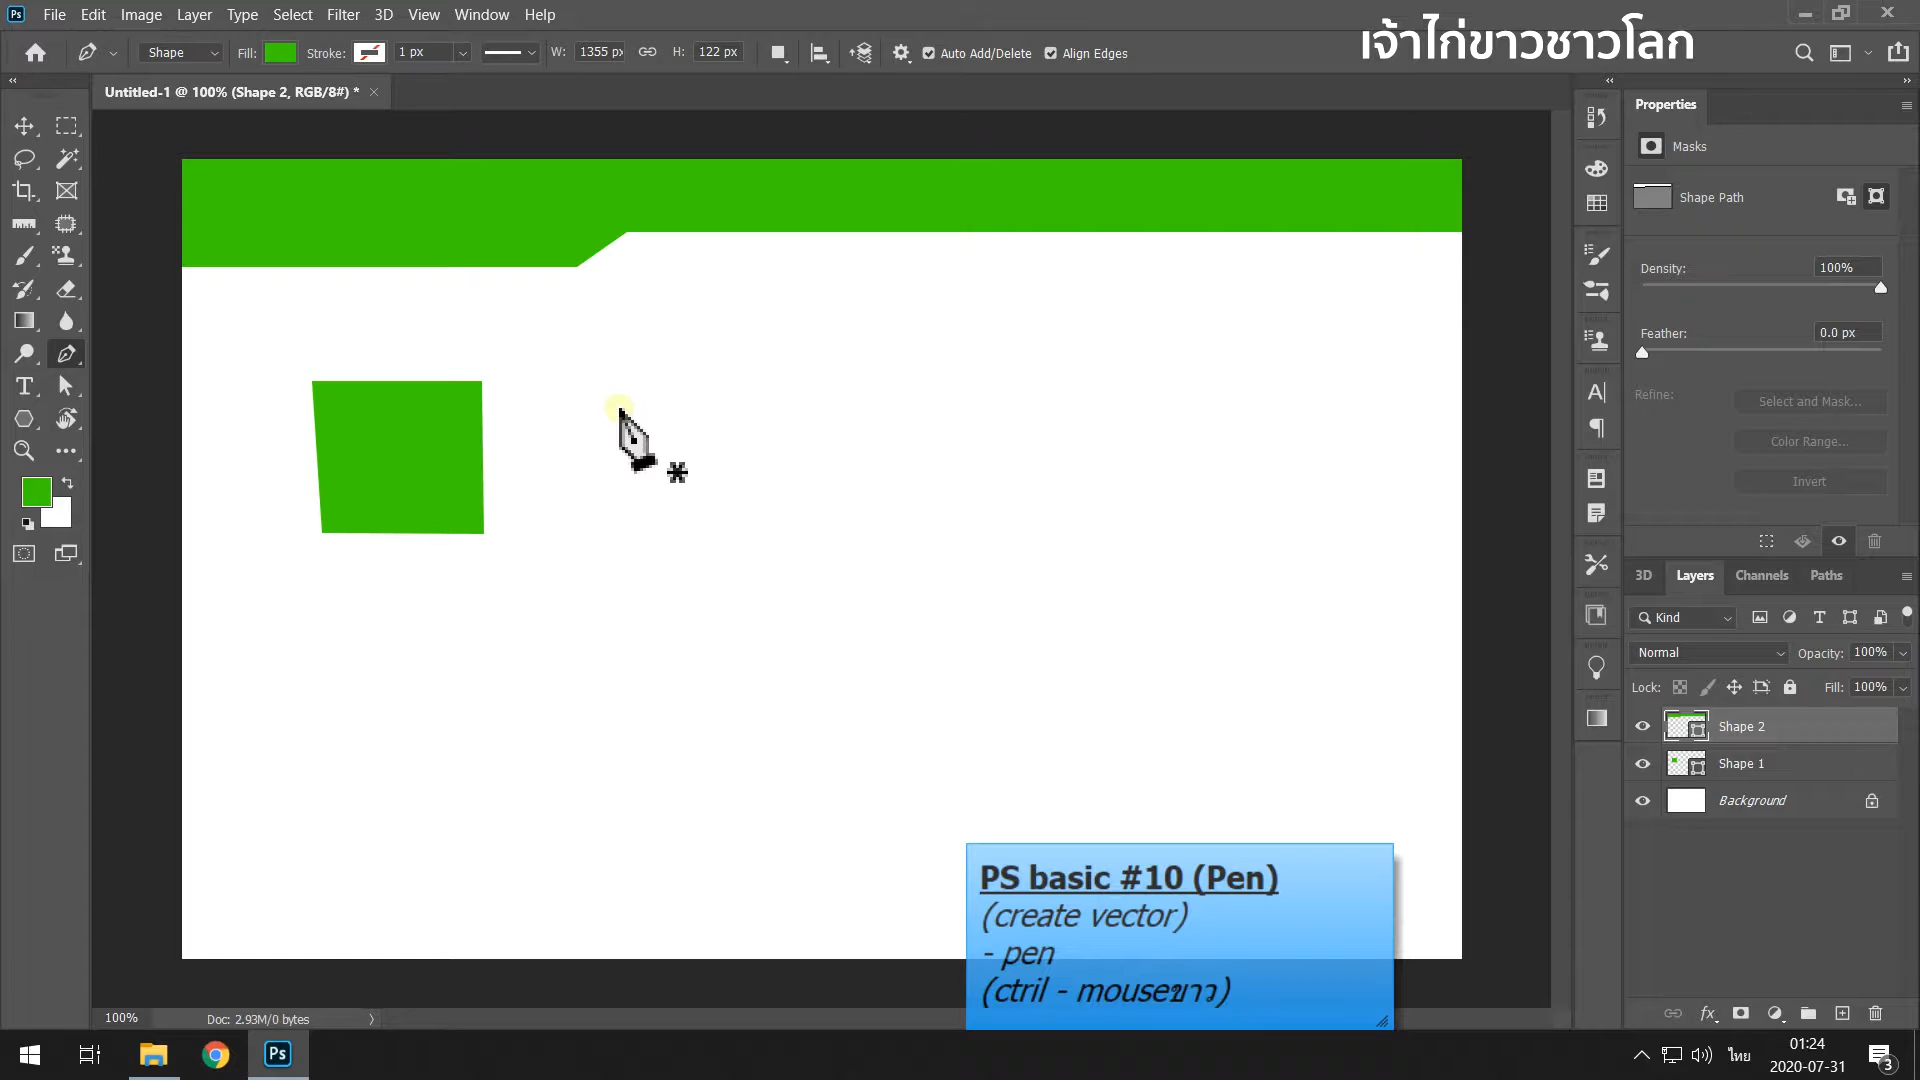 Ps File Edit Image Layer Type Select Filter 3D View Window Help
เจ้าไก่ขาวชาวโลก
Shape Fill: Stroke: 1 px W: 1355 px H: 122 px Auto Add/Delete Align Edges
Untitled-1 @ 100% (Shape 2, RGB/8#) *
Properties
Masks
Shape Path
Density: 100%
Feather: 0.0 px
Refine: Select and Mask...
Color Range...
Invert
3D Layers Channels Paths
Kind
Normal Opacity: 100%
Lock: Fill: 100%
Shape 2
Shape 1
Background
PS basic #10 (Pen)
(create vector)
- pen
(ctril - mouseขาว)
100% Doc: 2.93M/0 bytes
Ps ไทย 01:24
2020-07-31
3